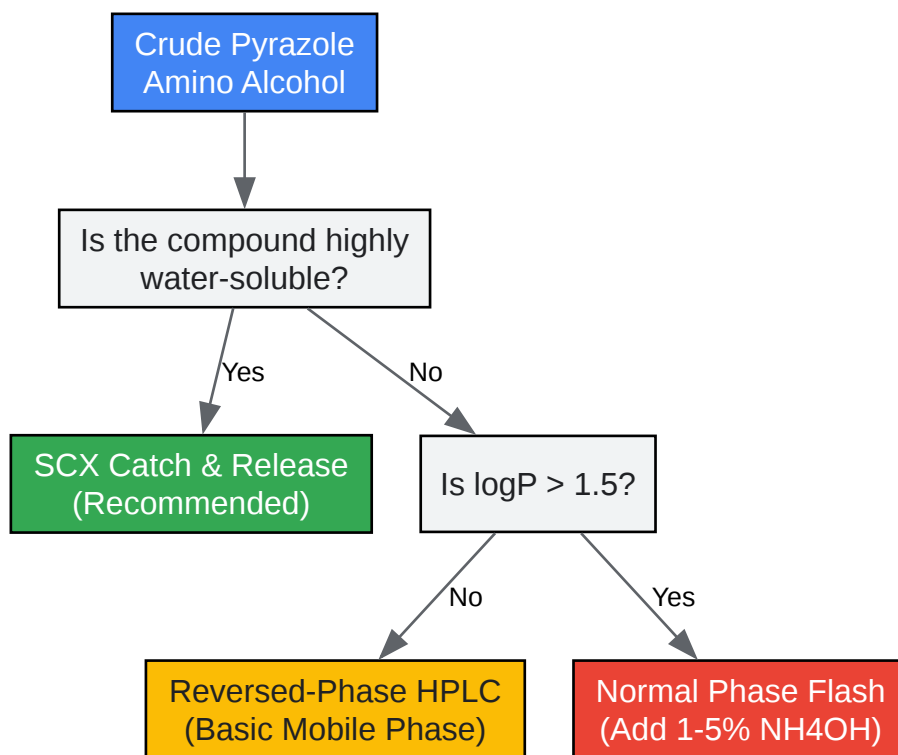 Crude Pyrazole
Amino Alcohol
Is the compound highly
water-soluble?
Yes
No
SCX Catch & Release
(Recommended)
Is logP > 1.5?
No
Yes
Reversed-Phase HPLC
(Basic Mobile Phase)
Normal Phase Flash
(Add 1-5% NH4OH)